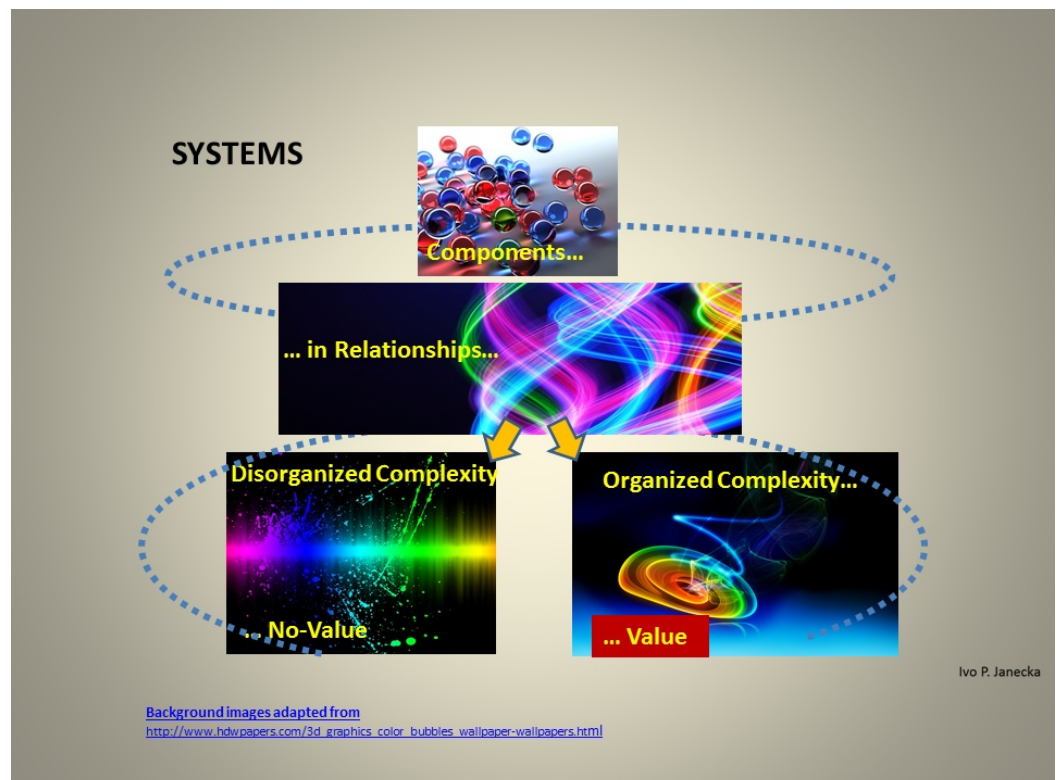 SYSTEMS
Components…
… in Relationships…
Disorganized Complexity
Organized Complexity…
… No-Value
… Value
Ivo P. Janecka
Background images adapted from
http://www.hdwpapers.com/3d_graphics_color_bubbles_wallpaper-wallpapers.html